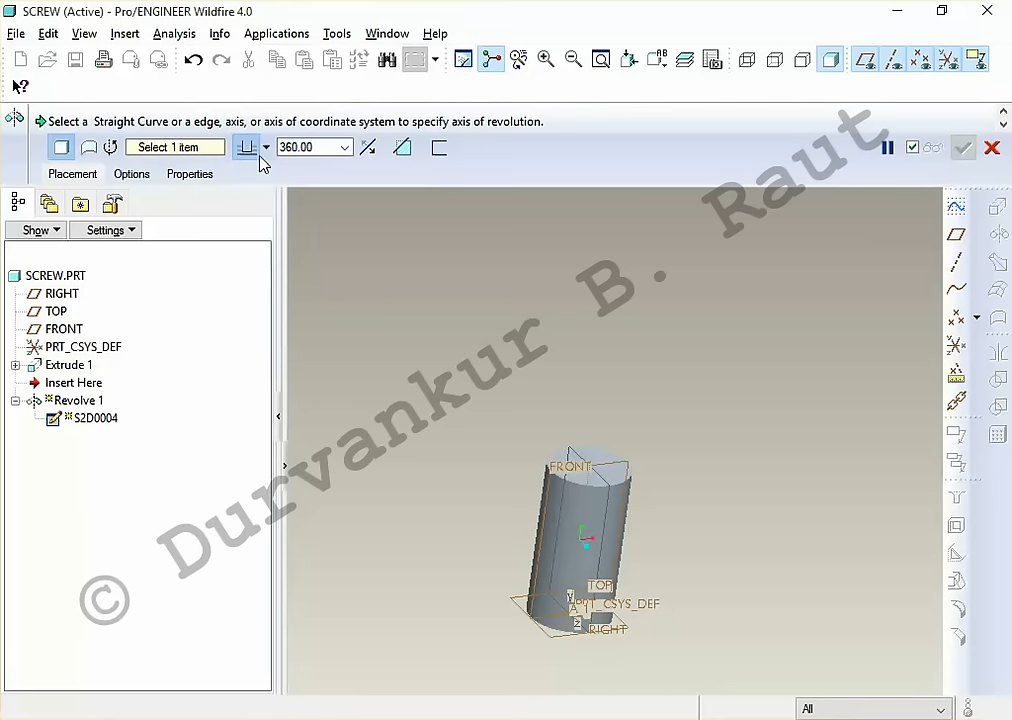 SCREW (Active) - Pro/ENGINEER Wildfire 4.0
File Edit View Insert Analysis Info Applications Tools Window Help
Select a Straight Curve or a edge, axis, or axis of coordinate system to specify axis of revolution.
Select 1 item
360.00
Placement Options Properties
Show Settings
SCREW.PRT
RIGHT
TOP
FRONT
PRT_CSYS_DEF
Extrude 1
Insert Here
Revolve 1
S2D0004
FRONT
TOP
Y
A_1
_CSYS_DEF
Z
RIGHT
All
© Durvankur B. Raut